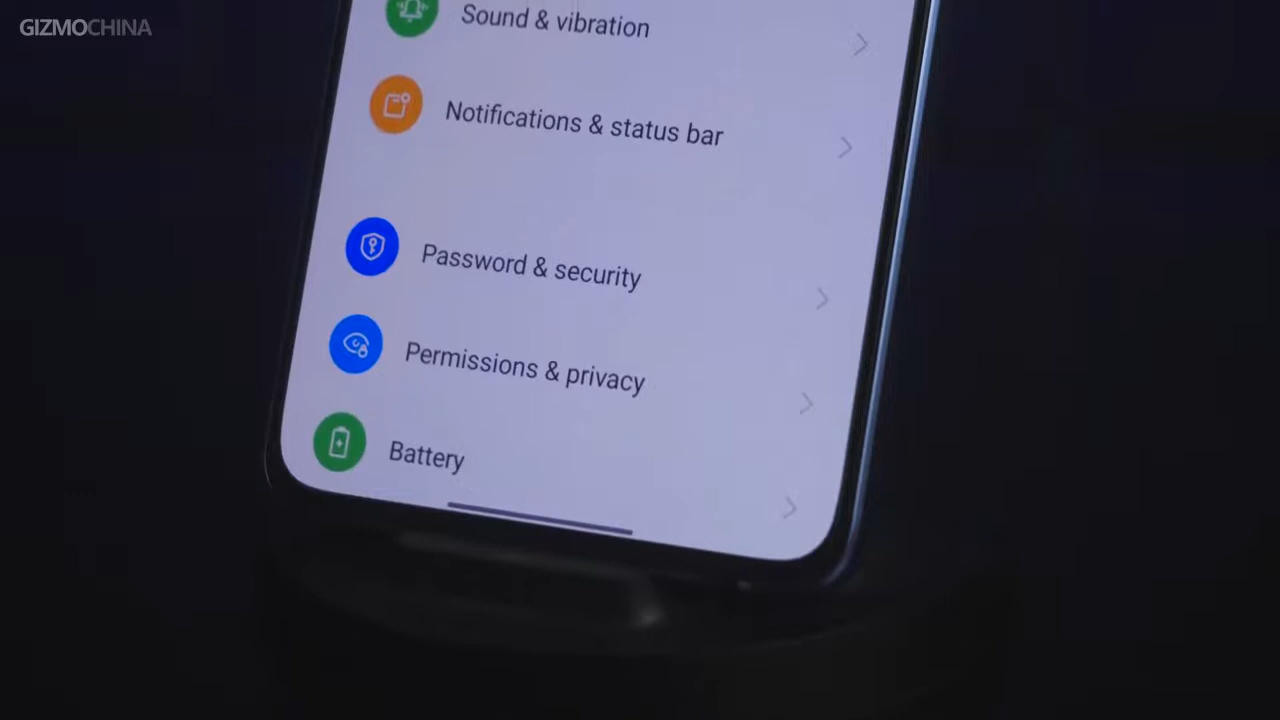 GIZMOCHINA
Sound & vibration
Notifications & status bar
Password & security
Permissions & privacy
Battery